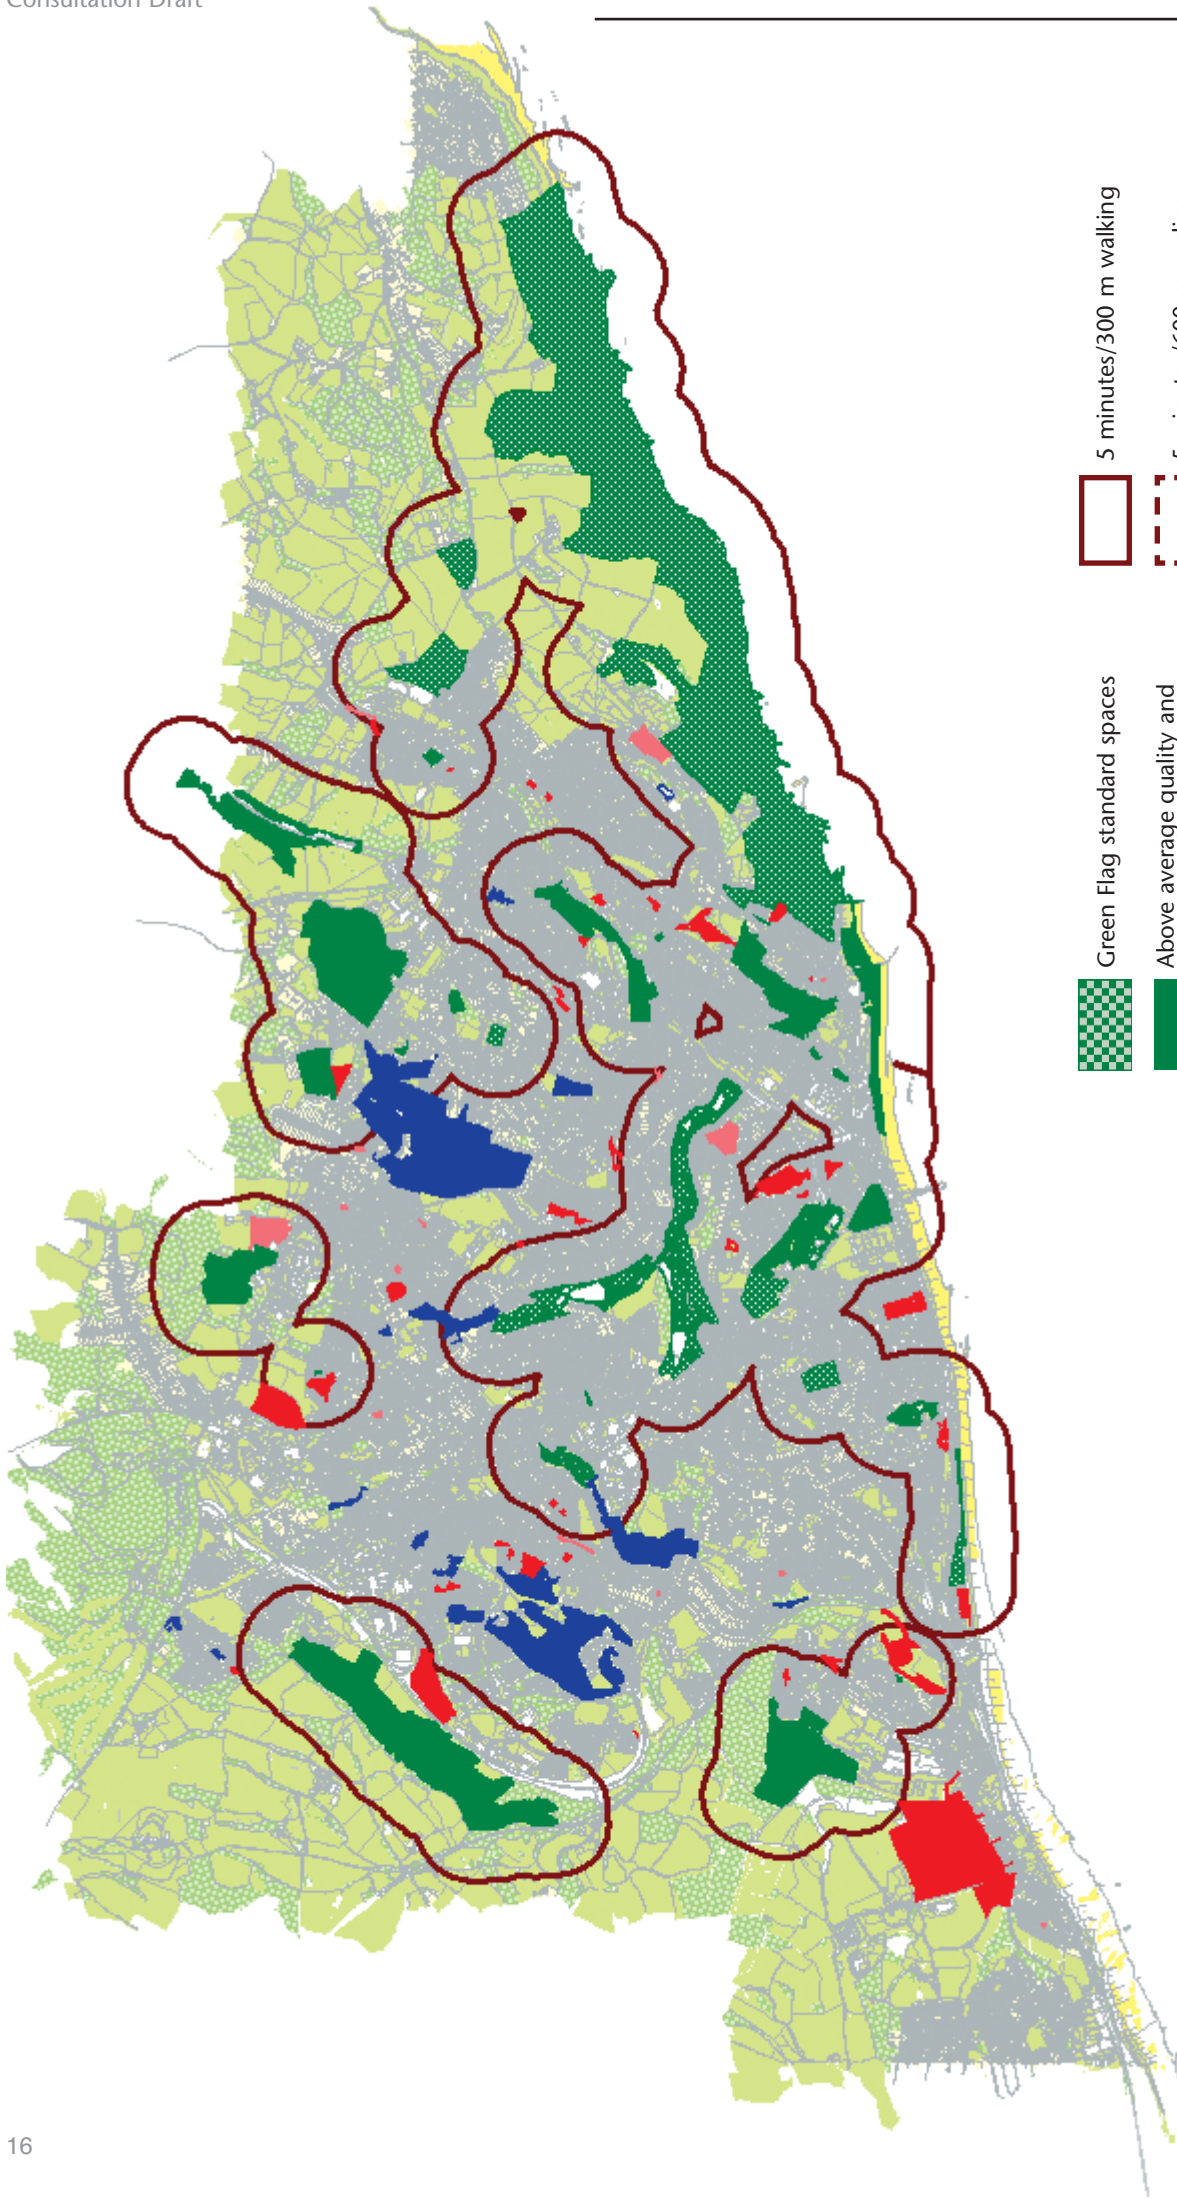 Consultation Draft
5 minutes/300 m walking
Green Flag standard spaces
Above average quality and
16